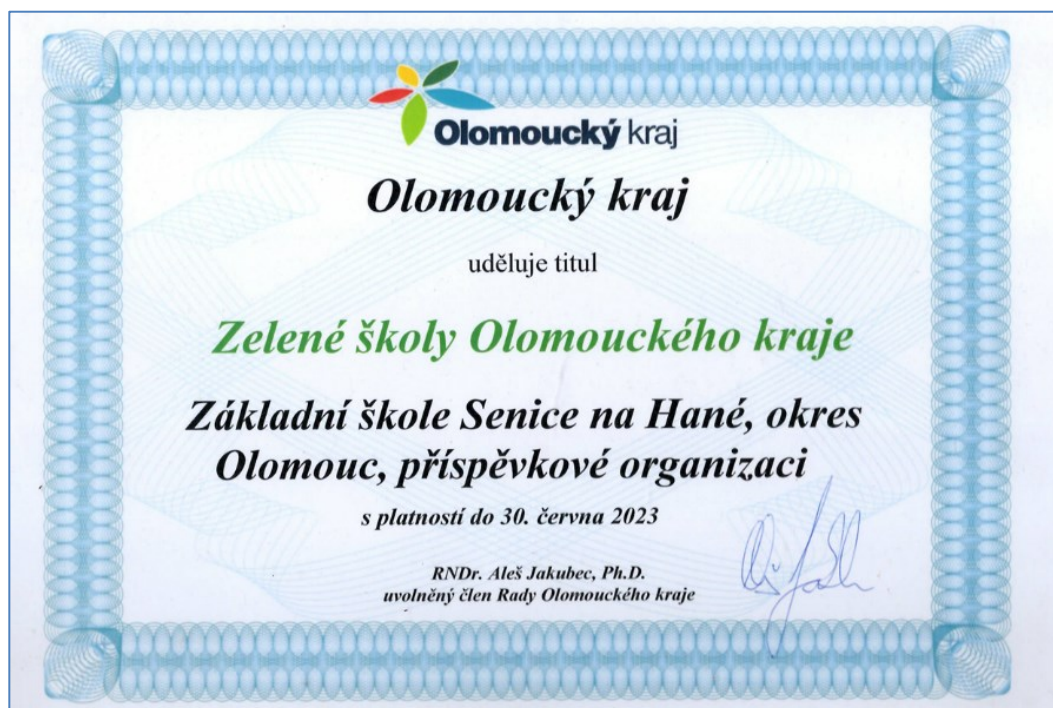 Olomoucký kraj
Olomoucký kraj
uděluje titul
Zelené školy Olomouckého kraje
Základní škole Senice na Hané, okres
Olomouc, příspěvkové organizaci
s platností do 30. června 2023
RNDr. Aleš Jakubec, Ph.D.
uvolněný člen Rady Olomouckého kraje